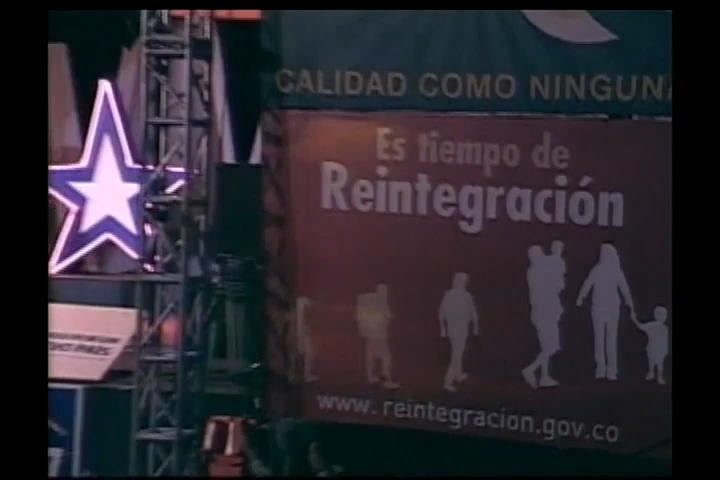 CALIDAD COMO NINGUNA
Es tiempo de
Reintegración
www.reintegracion.gov.co